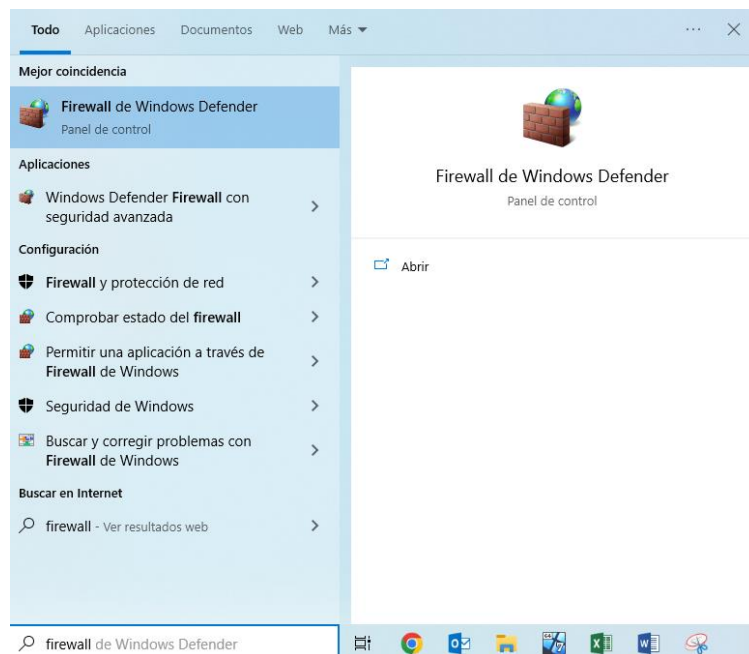 Todo Aplicaciones Documentos Web Más
Mejor coincidencia
Firewall de Windows Defender
Panel de control
Aplicaciones
Windows Defender Firewall con
seguridad avanzada
Configuración
Firewall y protección de red
Comprobar estado del firewall
Permitir una aplicación a través de
Firewall de Windows
Seguridad de Windows
Buscar y corregir problemas con
Firewall de Windows
Buscar en Internet
firewall - Ver resultados web
Firewall de Windows Defender
Panel de control
Abrir
firewall de Windows Defender